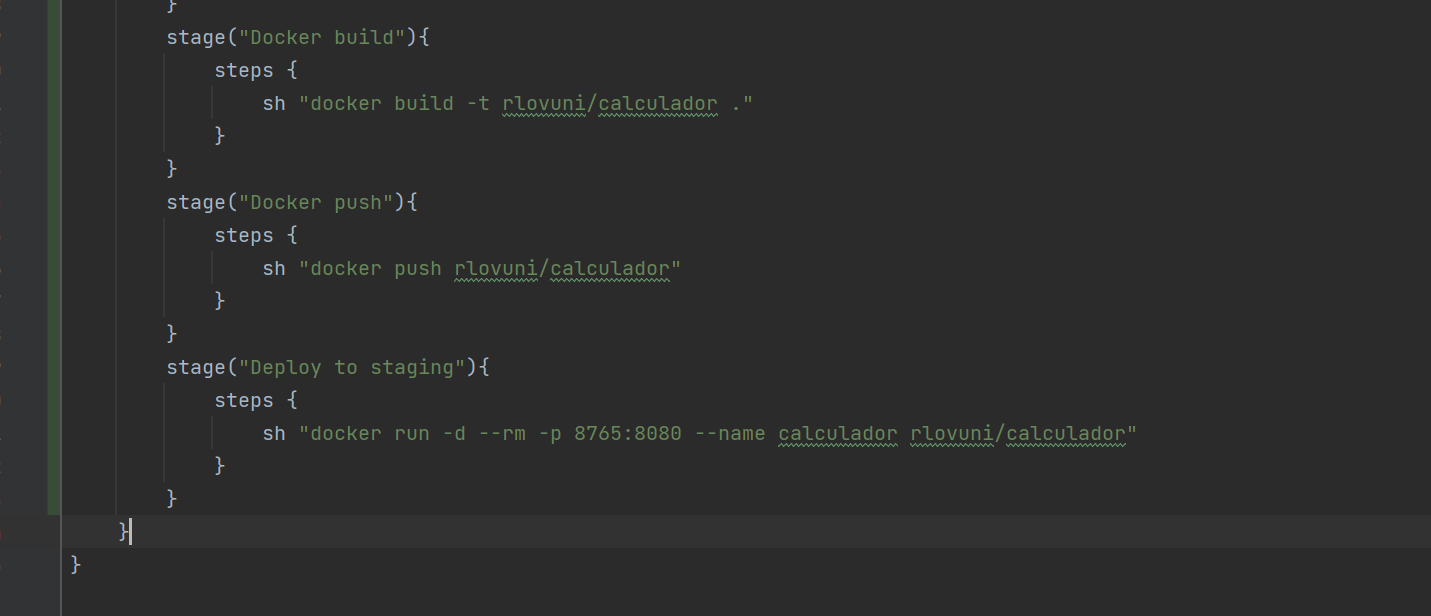 }
stage("Docker build"){
steps {
sh "docker build -t rlovuni/calculador ."
}
}
stage("Docker push"){
steps {
sh "docker push rlovuni/calculador"
}
}
stage("Deploy to staging"){
steps {
sh "docker run -d --rm -p 8765:8080 --name calculador rlovuni/calculador"
}
}
}
}